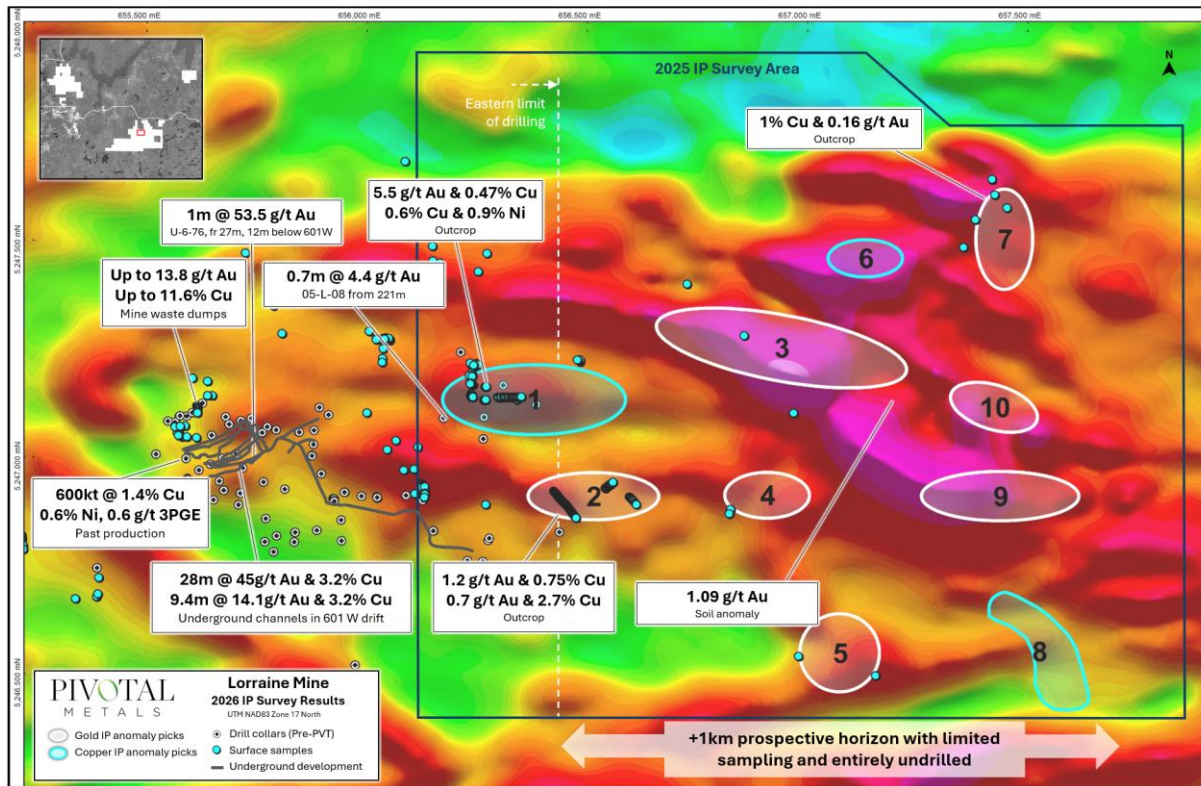 655,500 mE
656,000 mE
656,500 mE
657,000 mE
657,500 mE
5,248,000 mN
5,247,500 mN
5,247,000 mN
5,246,500 mN
2025 IP Survey Area
N
Eastern limit
of drilling
1% Cu & 0.16 g/t Au
Outcrop
5.5 g/t Au & 0.47% Cu
0.6% Cu & 0.9% Ni
Outcrop
1m @ 53.5 g/t Au
U-6-76, fr 27m, 12m below 601W
0.7m @ 4.4 g/t Au
05-L-08 from 221m
Up to 13.8 g/t Au
Up to 11.6% Cu
Mine waste dumps
7
6
3
1
10
2
4
9
600kt @ 1.4% Cu
0.6% Ni, 0.6 g/t 3PGE
Past production
28m @ 45g/t Au & 3.2% Cu
9.4m @ 14.1g/t Au & 3.2% Cu
Underground channels in 601 W drift
1.2 g/t Au & 0.75% Cu
0.7 g/t Au & 2.7% Cu
Outcrop
1.09 g/t Au
Soil anomaly
5
8
PIVOTAL
METALS
Gold IP anomaly picks
Copper IP anomaly picks
Lorraine Mine
2026 IP Survey Results
UTM NAD83 Zone 17 North
Drill collars (Pre-PVT)
Surface samples
Underground development
+1km prospective horizon with limited
sampling and entirely undrilled